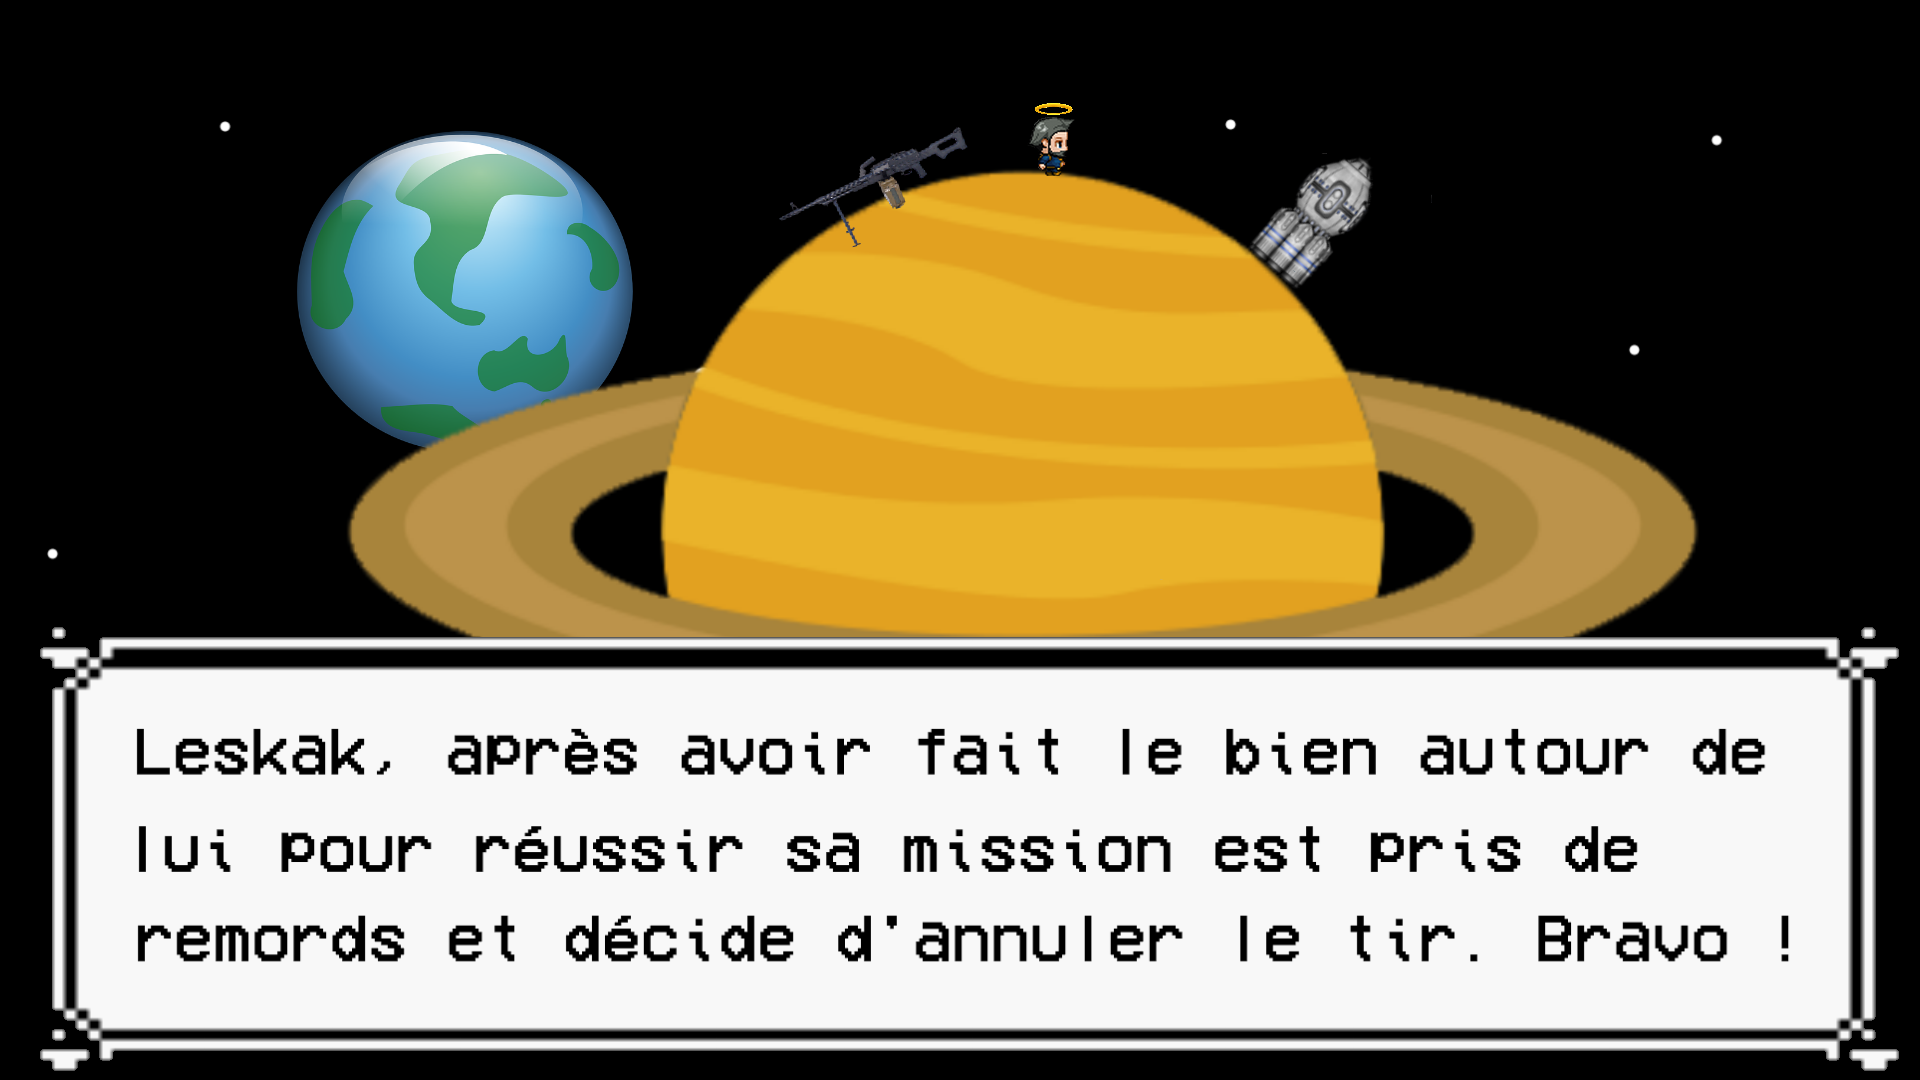 Leskak, après avoir fait le bien autour de
lui pour réussir sa mission est pris de
remords et décide d'annuler le tir. Bravo !